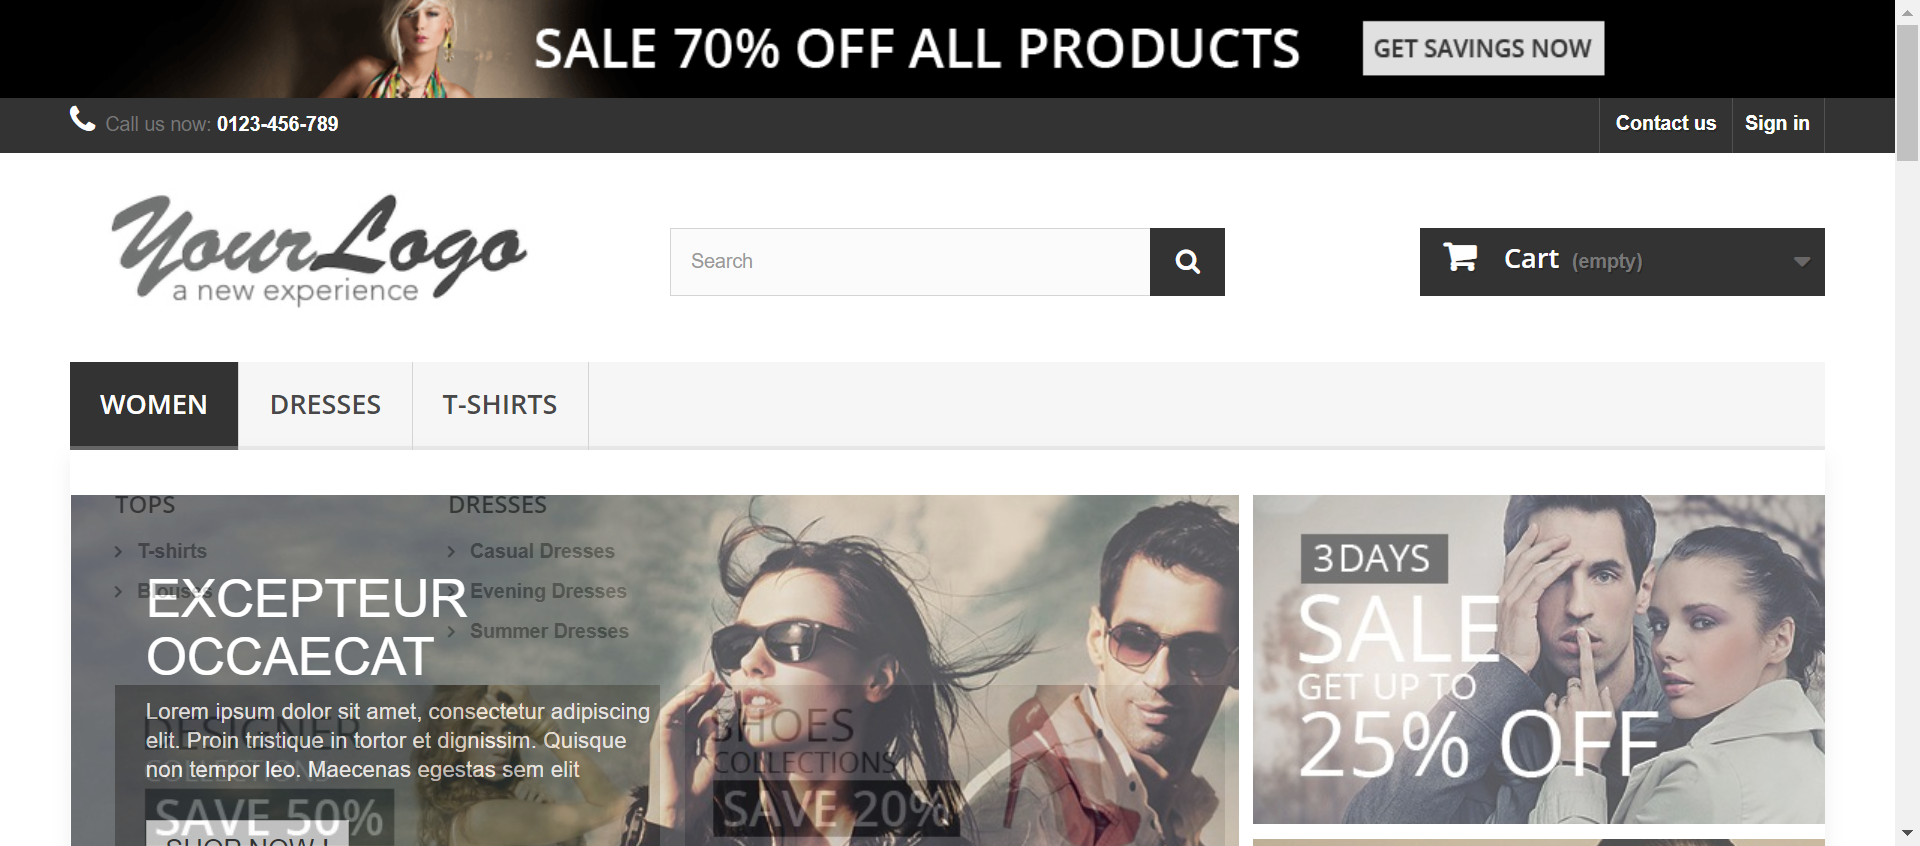 SALE 70% OFF ALL PRODUCTS
GET SAVINGS NOW
Call us now: 0123-456-789
Contact us
Sign in
YourLogo
a new experience
Search
Cart (empty)
WOMEN
DRESSES
T-SHIRTS
TOPS
T-shirts
Blouses
DRESSES
Casual Dresses
Evening Dresses
Summer Dresses
EXCEPTEUR
OCCAECAT
Lorem ipsum dolor sit amet, consectetur adipiscing
elit. Proin tristique in tortor et dignissim. Quisque
non tempor leo. Maecenas egestas sem elit
SHOP NOW !
DESIGNER
COLLECTIONS
SAVE 50%
SHOES
COLLECTIONS
SAVE 20%
3 DAYS
SALE
GET UP TO
25% OFF